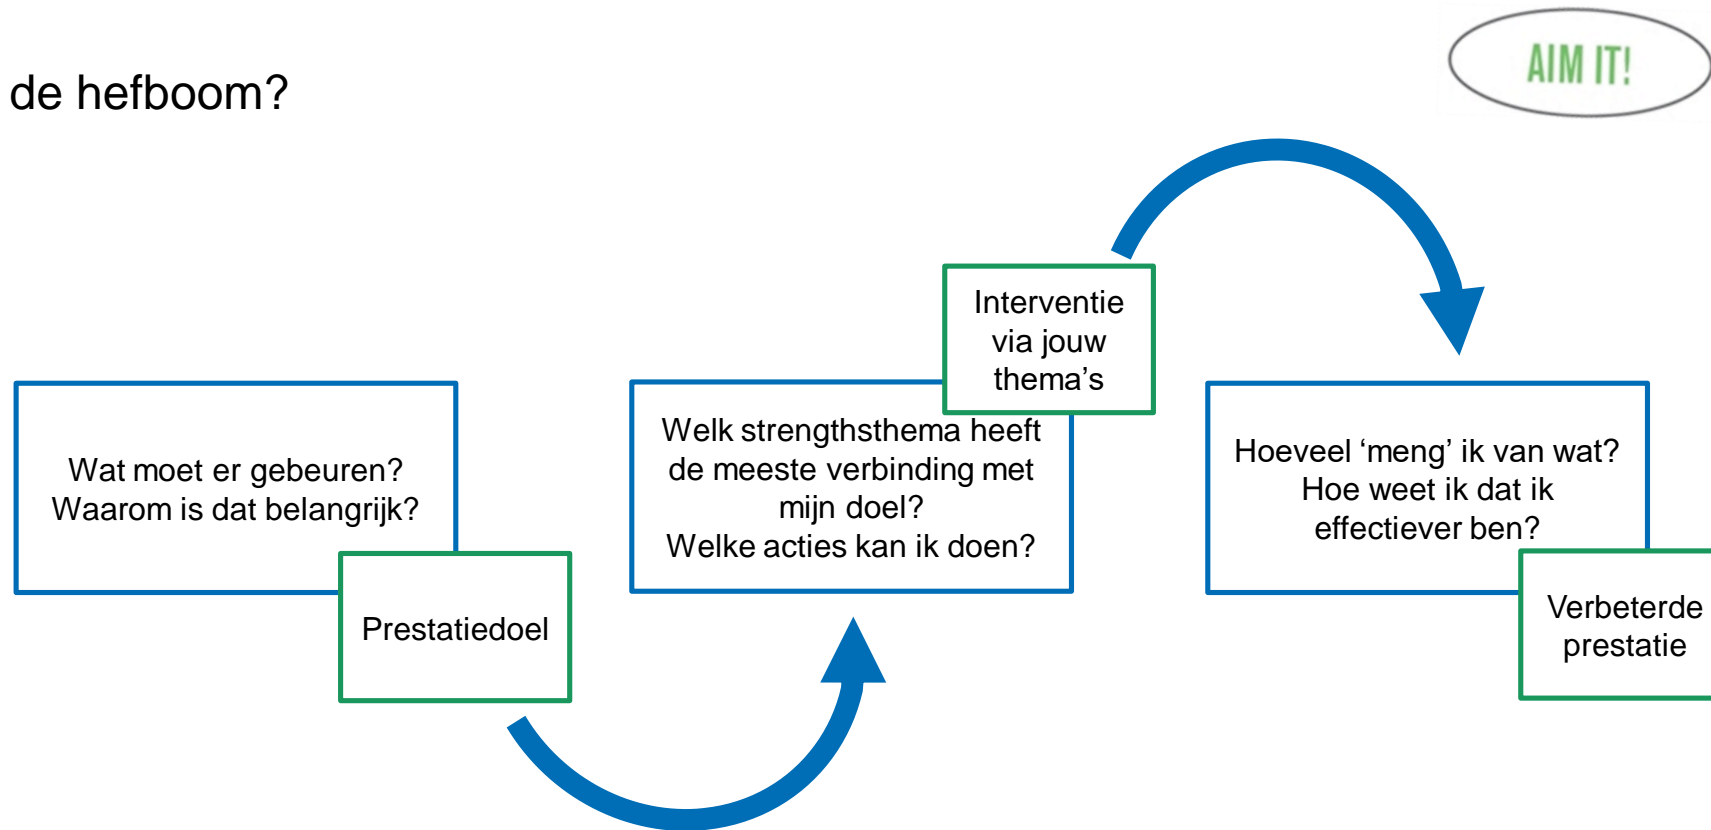 AIM IT!
de hefboom?
Wat moet er gebeuren?
Waarom is dat belangrijk?
Prestatiedoel
Interventie
via jouw
thema’s
Welk strengthsthema heeft
de meeste verbinding met
mijn doel?
Welke acties kan ik doen?
Hoeveel ‘meng’ ik van wat?
Hoe weet ik dat ik
effectiever ben?
Verbeterde
prestatie